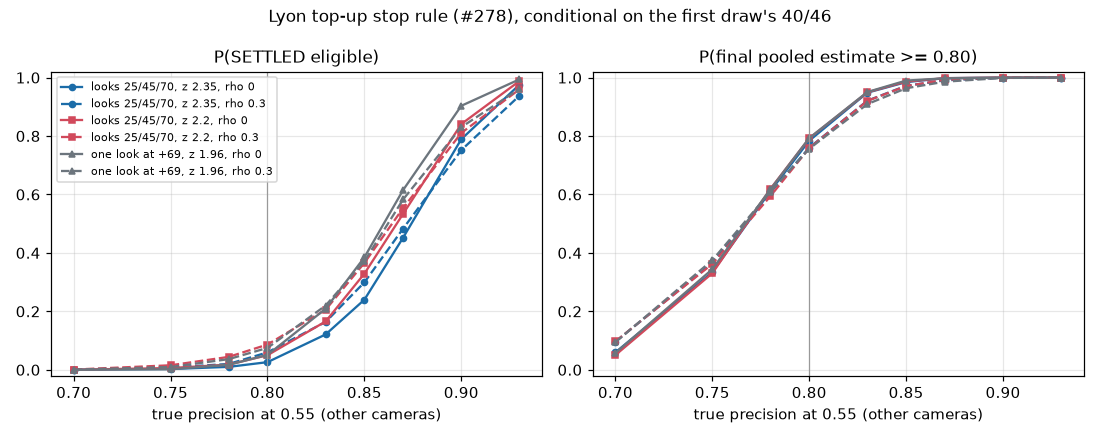 Lyon top-up stop rule (#278), conditional on the first draw's 40/46
P(SETTLED eligible)
1.0
0.8
0.6
0.4
0.2
0.0
looks 25/45/70, z 2.35, rho 0
looks 25/45/70, z 2.35, rho 0.3
looks 25/45/70, z 2.2, rho 0
looks 25/45/70, z 2.2, rho 0.3
one look at +69, z 1.96, rho 0
one look at +69, z 1.96, rho 0.3
0.70 0.75 0.80 0.85 0.90
true precision at 0.55 (other cameras)
P(final pooled estimate >= 0.80)
1.0
0.8
0.6
0.4
0.2
0.0
0.70 0.75 0.80 0.85 0.90
true precision at 0.55 (other cameras)